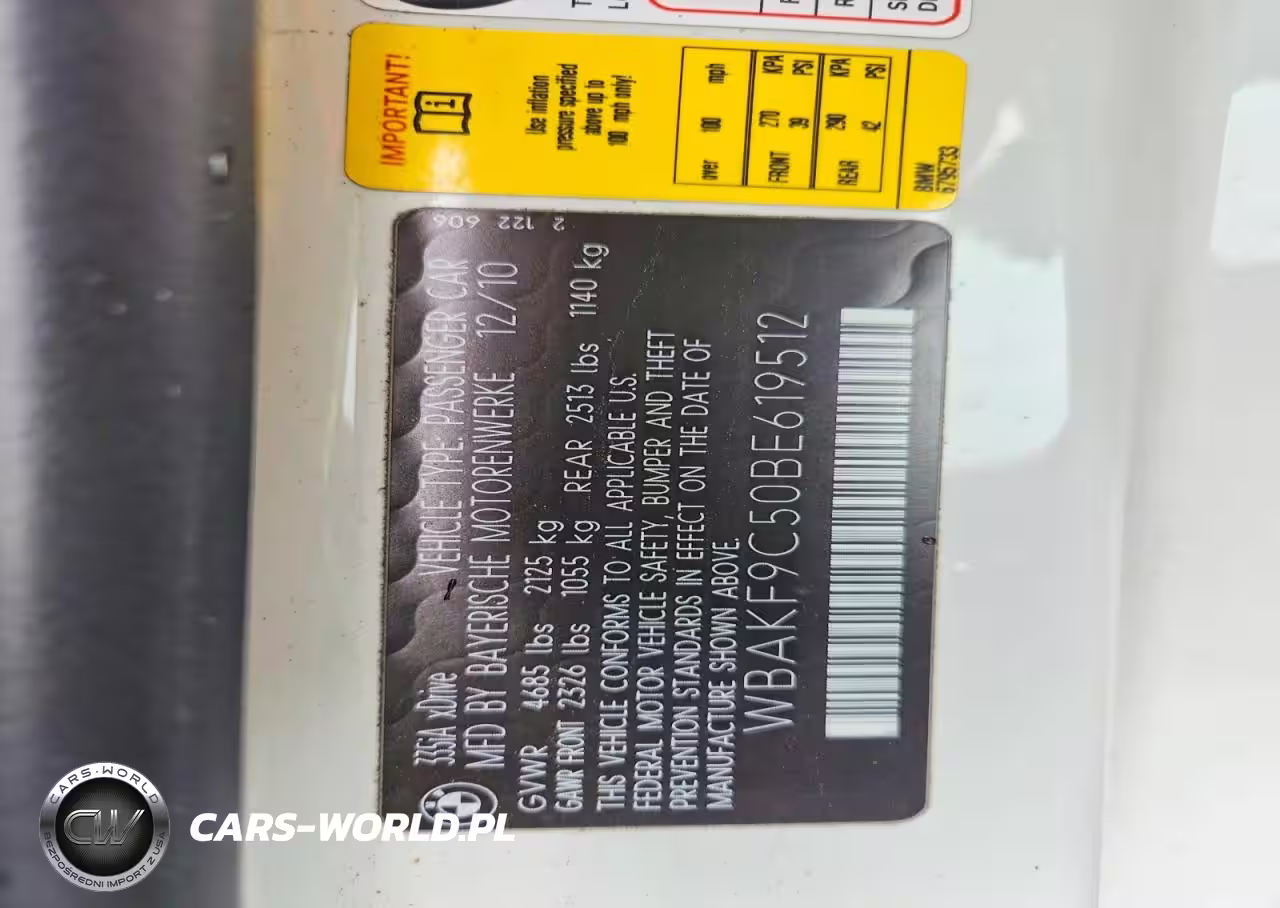 IMPORTANT!
Use inflation
pressure specified
above up to
100 mph only!
over 100 mph
FRONT 270 KPA
39 PSI
REAR 290 KPA
42 PSI
BMW
6795733
2 122 606
335iA xDrive VEHICLE TYPE: PASSENGER CAR
MFD BY BAYERISCHE MOTORENWERKE 12/10
GVWR 4685 lbs 2125 kg
GAWR FRONT 2326 lbs 1055 kg REAR 2513 lbs 1140 kg
THIS VEHICLE CONFORMS TO ALL APPLICABLE U.S.
FEDERAL MOTOR VEHICLE SAFETY, BUMPER AND THEFT
PREVENTION STANDARDS IN EFFECT ON THE DATE OF
MANUFACTURE SHOWN ABOVE.
WBAKF9C50BE619512
CARS-WORLD
CW
BEZPOŚREDNI IMPORT Z USA
CARS-WORLD.PL